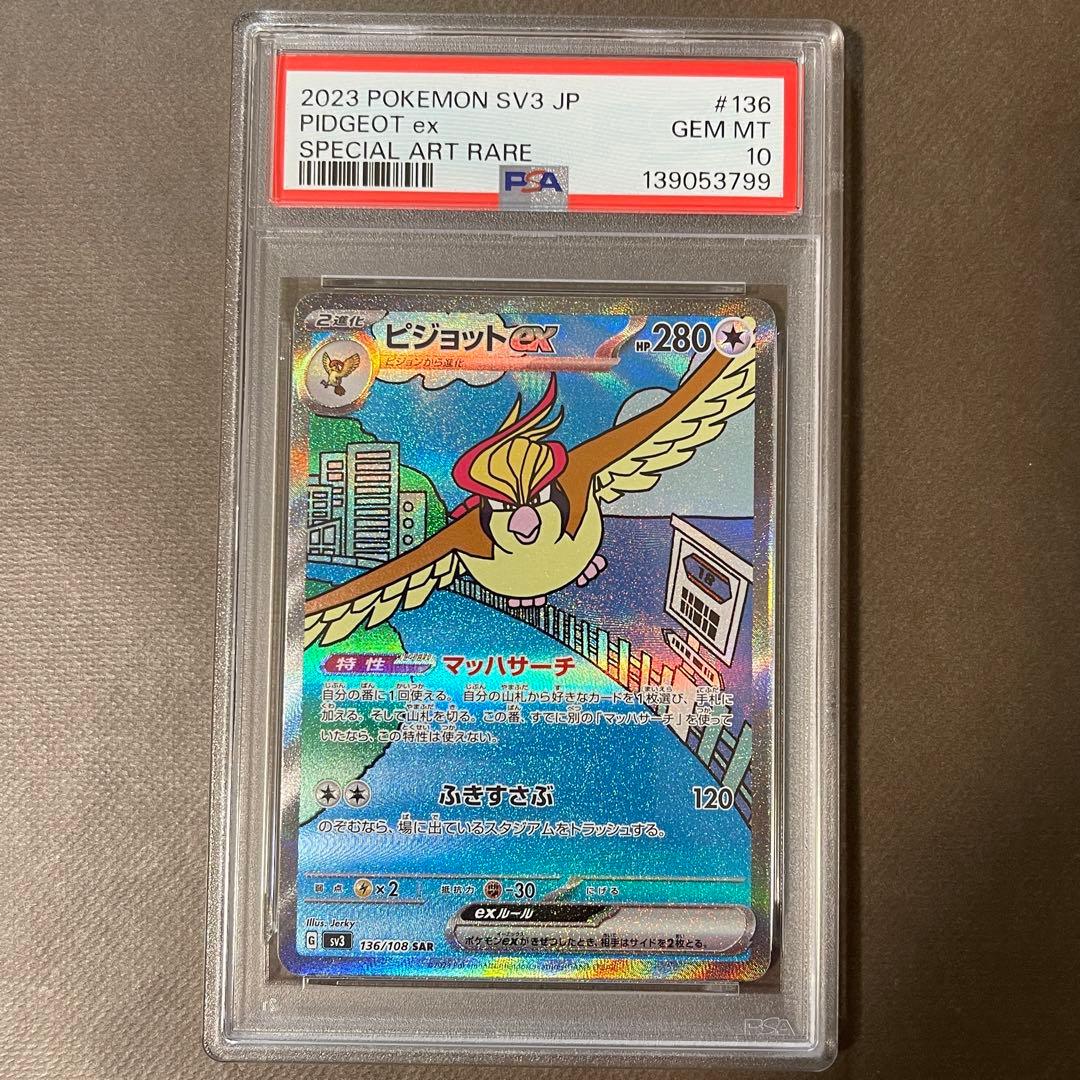 2023 POKEMON SV3 JP #136
PIDGEOT ex GEM MT
SPECIAL ART RARE 10
PSA 139053799
2進化 ピジョットex HP280
ピジョンから進化
18
特性 マッハサーチ
自分の番に1回使える。自分の山札から好きなカードを1枚選び、手札に
加える。そして山札を切る。この番、すでに別の「マッハサーチ」を使って
いたなら、この特性は使えない。
ふきすさぶ 120
のぞむなら、場に出ているスタジアムをトラッシュする。
弱点 ×2 抵抗力 -30 にげる
Illus. Jerky
exルール
G sv3 136/108 SAR
ポケモンexがきぜつしたとき、相手はサイドを2枚とる。
PSA